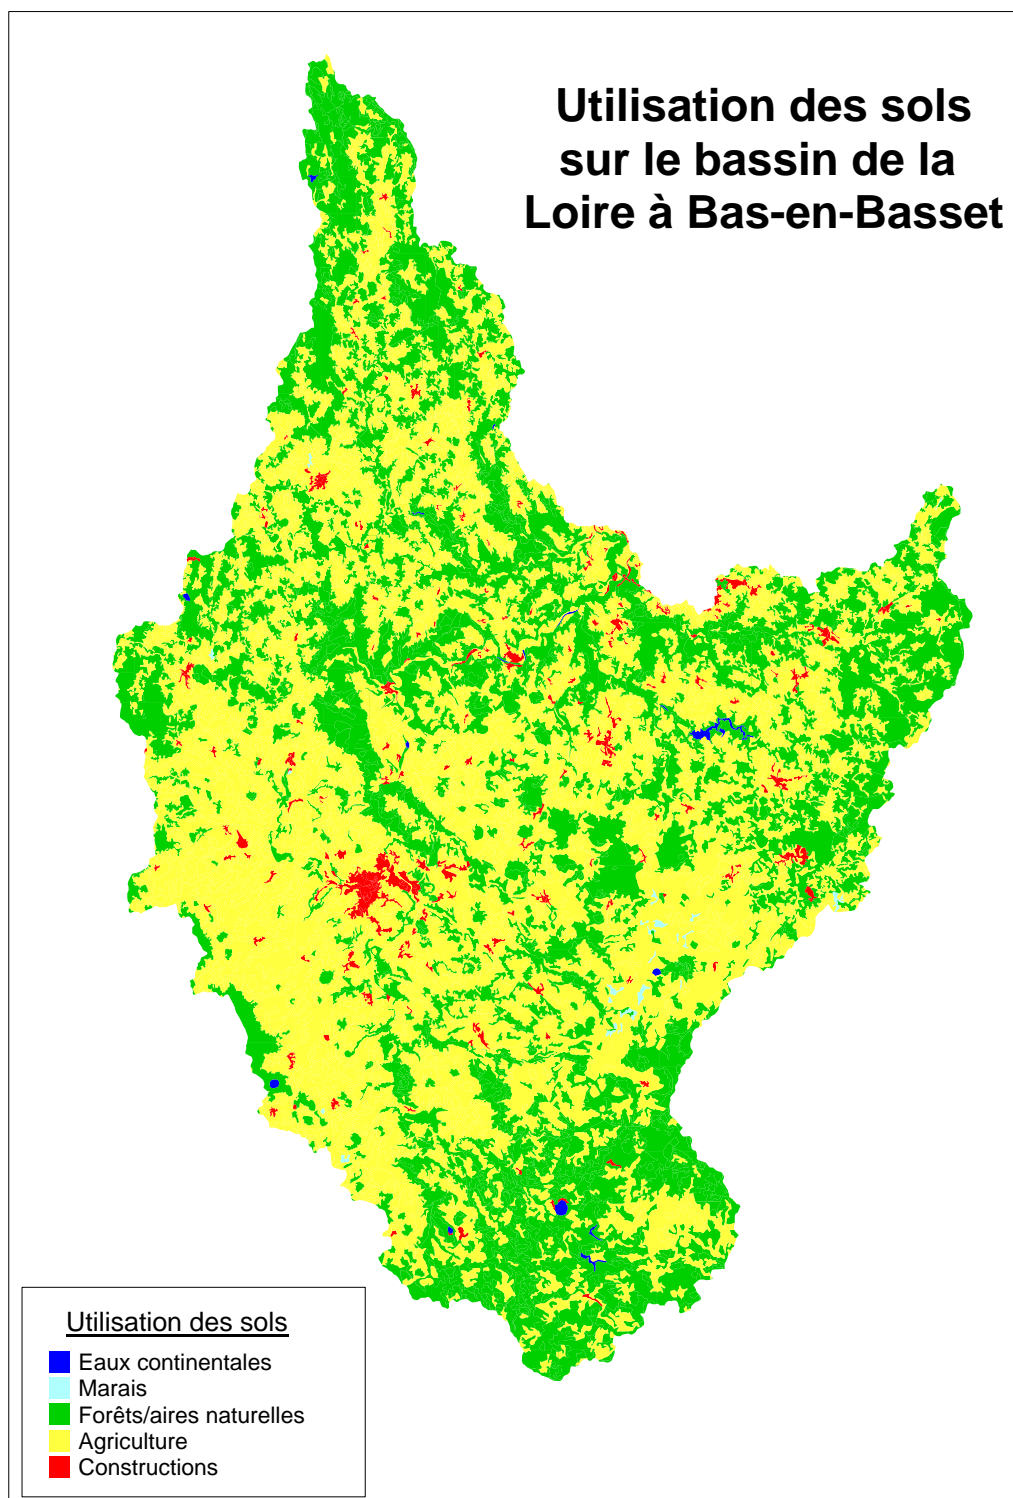 Utilisation des sols
sur le bassin de la
Loire à Bas-en-Basset
Utilisation des sols
Eaux continentales
Marais
Forêts/aires naturelles
Agriculture
Constructions